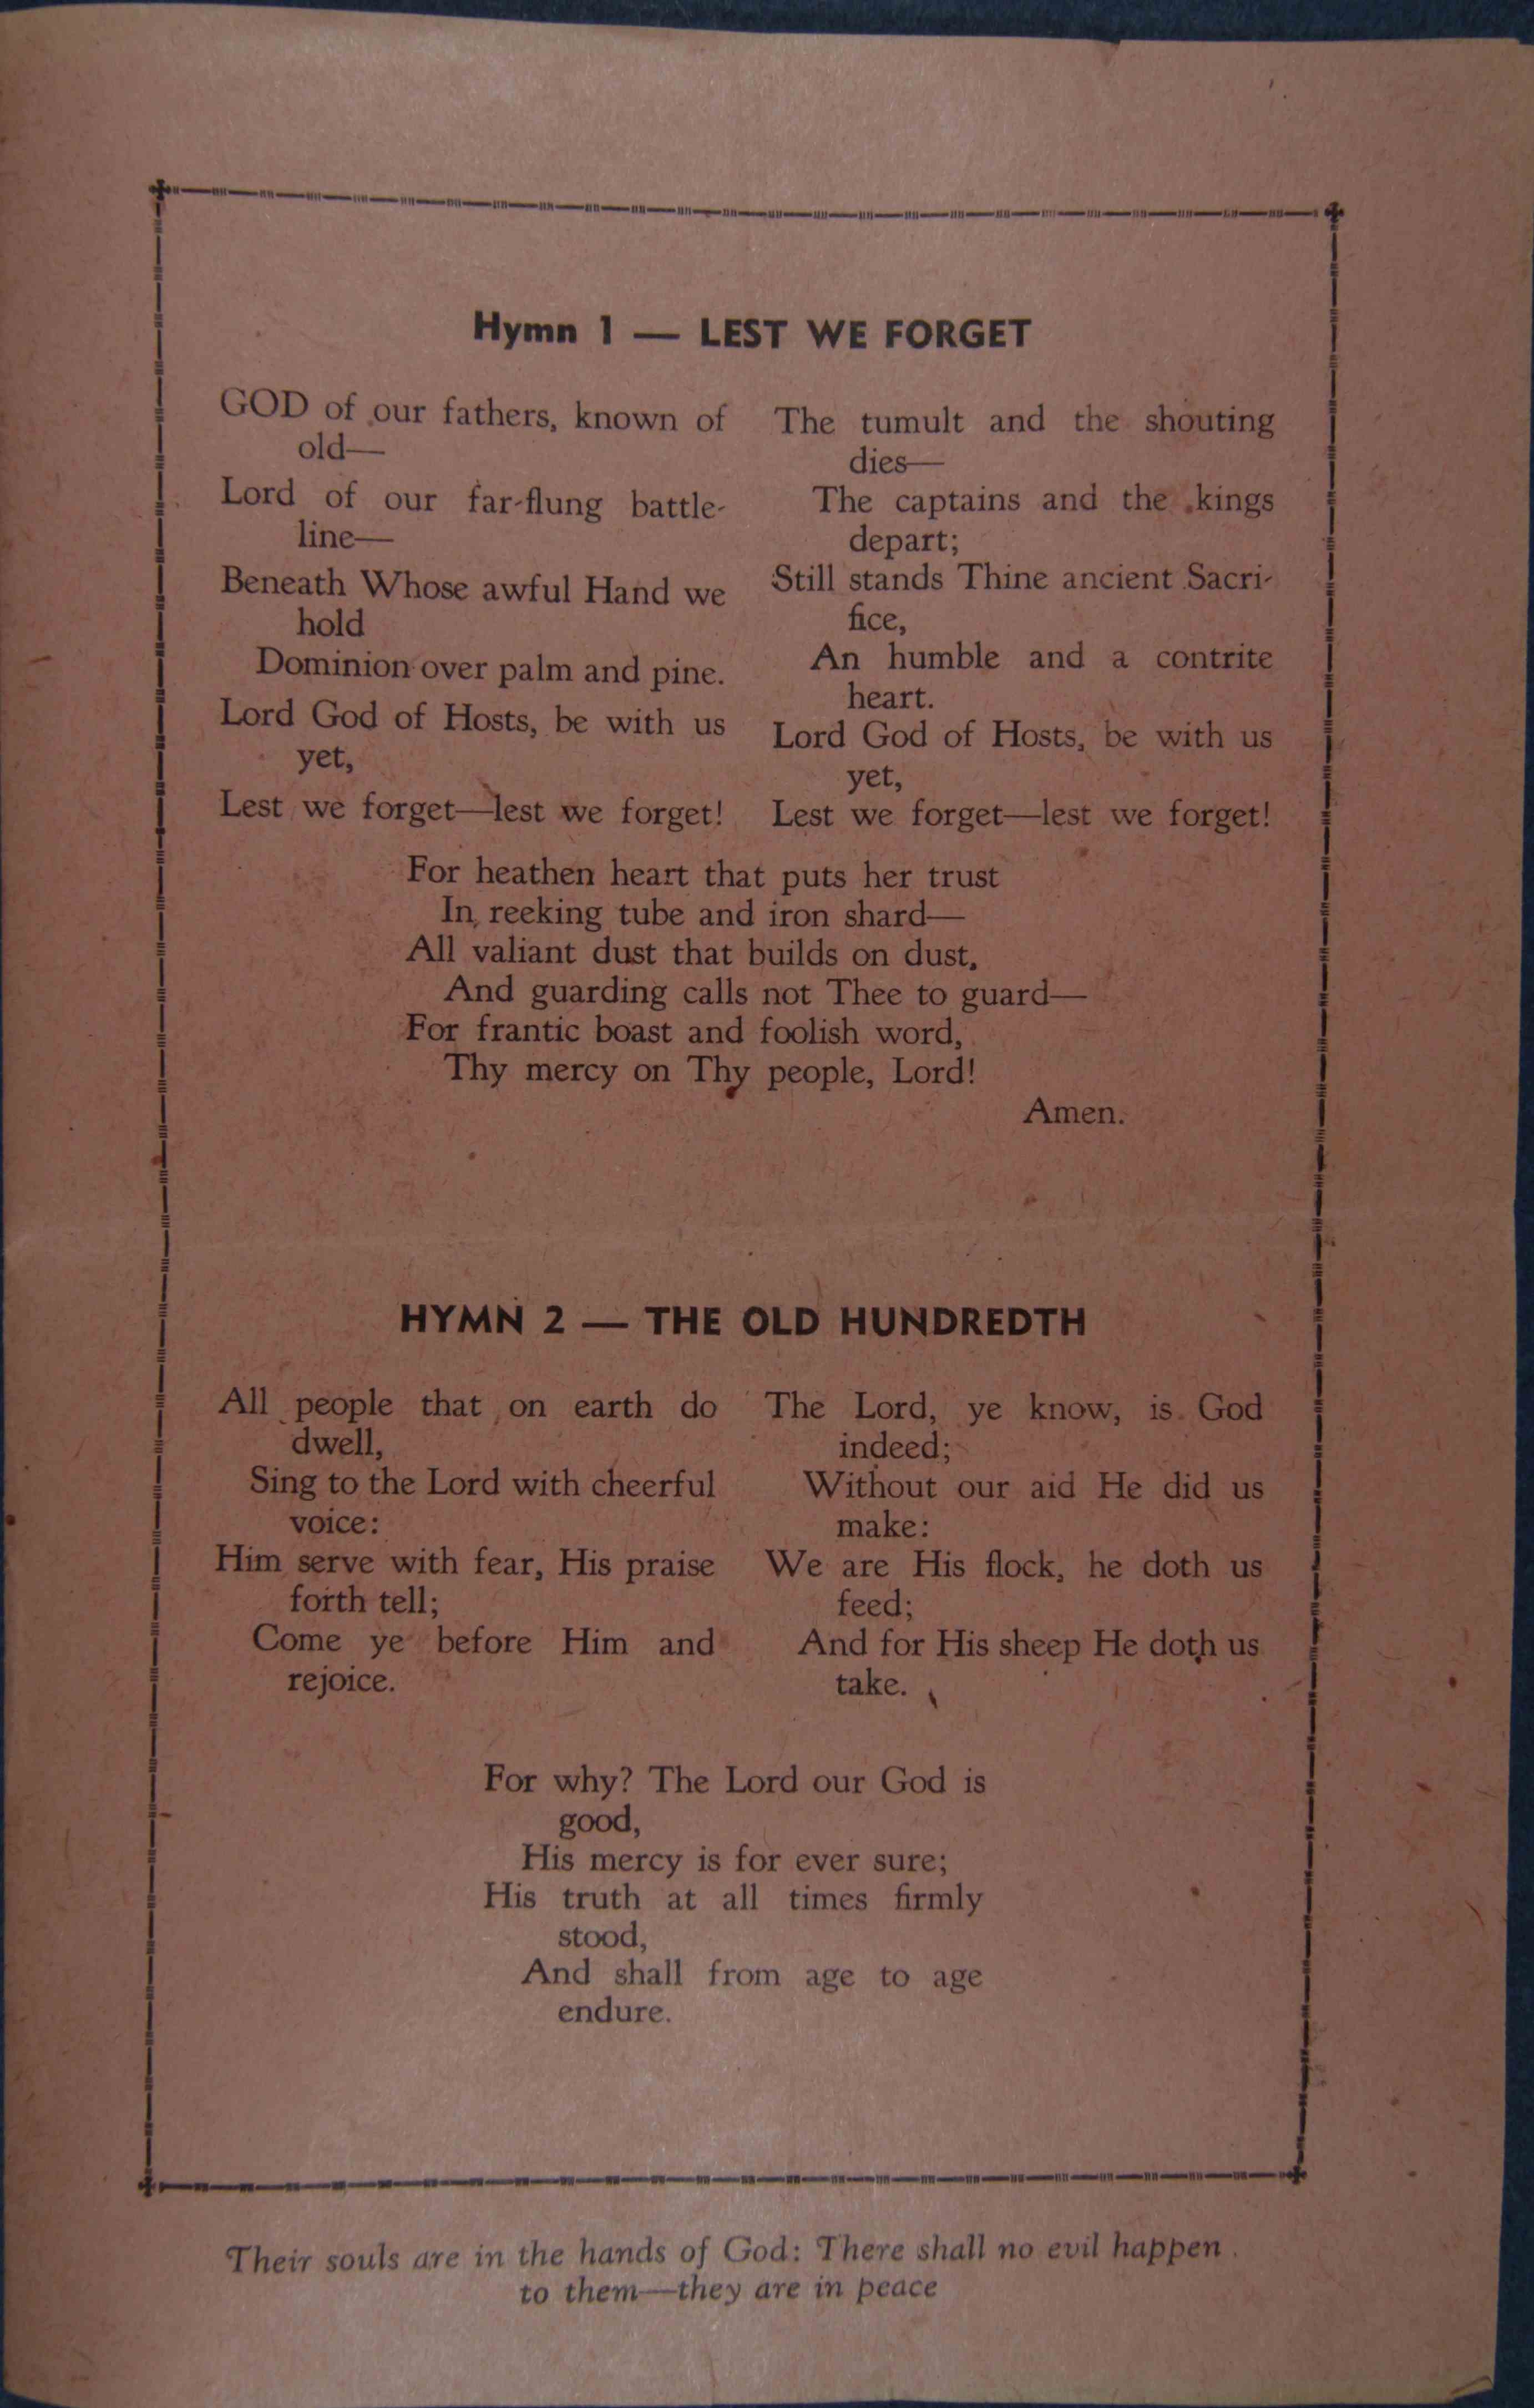 Hymn 1 — LEST WE FORGET
GOD of our fathers, known of
old—
Lord of our far-flung battle-
line—
Beneath Whose awful Hand we
hold
Dominion over palm and pine.
Lord God of Hosts, be with us
yet,
Lest we forget—lest we forget!
The tumult and the shouting
dies—
The captains and the kings
depart;
Still stands Thine ancient Sacri-
fice,
An humble and a contrite
heart.
Lord God of Hosts, be with us
yet,
Lest we forget—lest we forget!
For heathen heart that puts her trust
In reeking tube and iron shard—
All valiant dust that builds on dust,
And guarding calls not Thee to guard—
For frantic boast and foolish word,
Thy mercy on Thy people, Lord!
Amen.
HYMN 2 — THE OLD HUNDREDTH
All people that on earth do
dwell,
Sing to the Lord with cheerful
voice:
Him serve with fear, His praise
forth tell;
Come ye before Him and
rejoice.
The Lord, ye know, is God
indeed;
Without our aid He did us
make:
We are His flock, he doth us
feed;
And for His sheep He doth us
take.
For why? The Lord our God is
good,
His mercy is for ever sure;
His truth at all times firmly
stood,
And shall from age to age
endure.
Their souls are in the hands of God: There shall no evil happen
to them—they are in peace